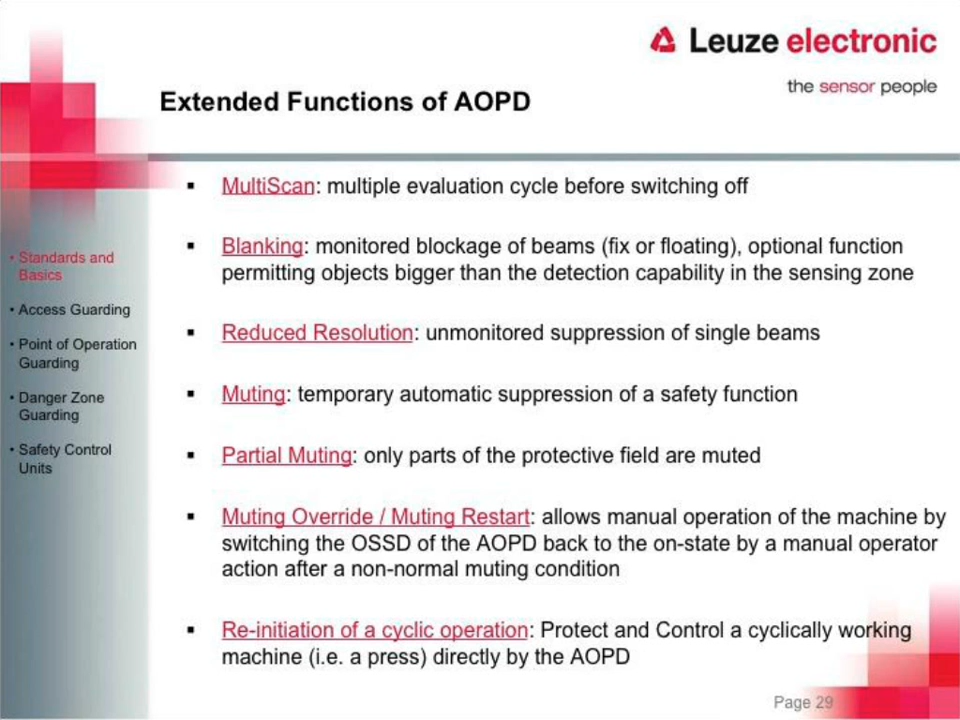 Leuze electronic
the sensor people
Extended Functions of AOPD
▪ MultiScan: multiple evaluation cycle before switching off
▪ Blanking: monitored blockage of beams (fix or floating), optional function
permitting objects bigger than the detection capability in the sensing zone
▪ Reduced Resolution: unmonitored suppression of single beams
▪ Muting: temporary automatic suppression of a safety function
▪ Partial Muting: only parts of the protective field are muted
▪ Muting Override / Muting Restart: allows manual operation of the machine by
switching the OSSD of the AOPD back to the on-state by a manual operator
action after a non-normal muting condition
▪ Re-initiation of a cyclic operation: Protect and Control a cyclically working
machine (i.e. a press) directly by the AOPD
• Standards and
Basics
• Access Guarding
• Point of Operation
Guarding
• Danger Zone
Guarding
• Safety Control
Units
Page 29